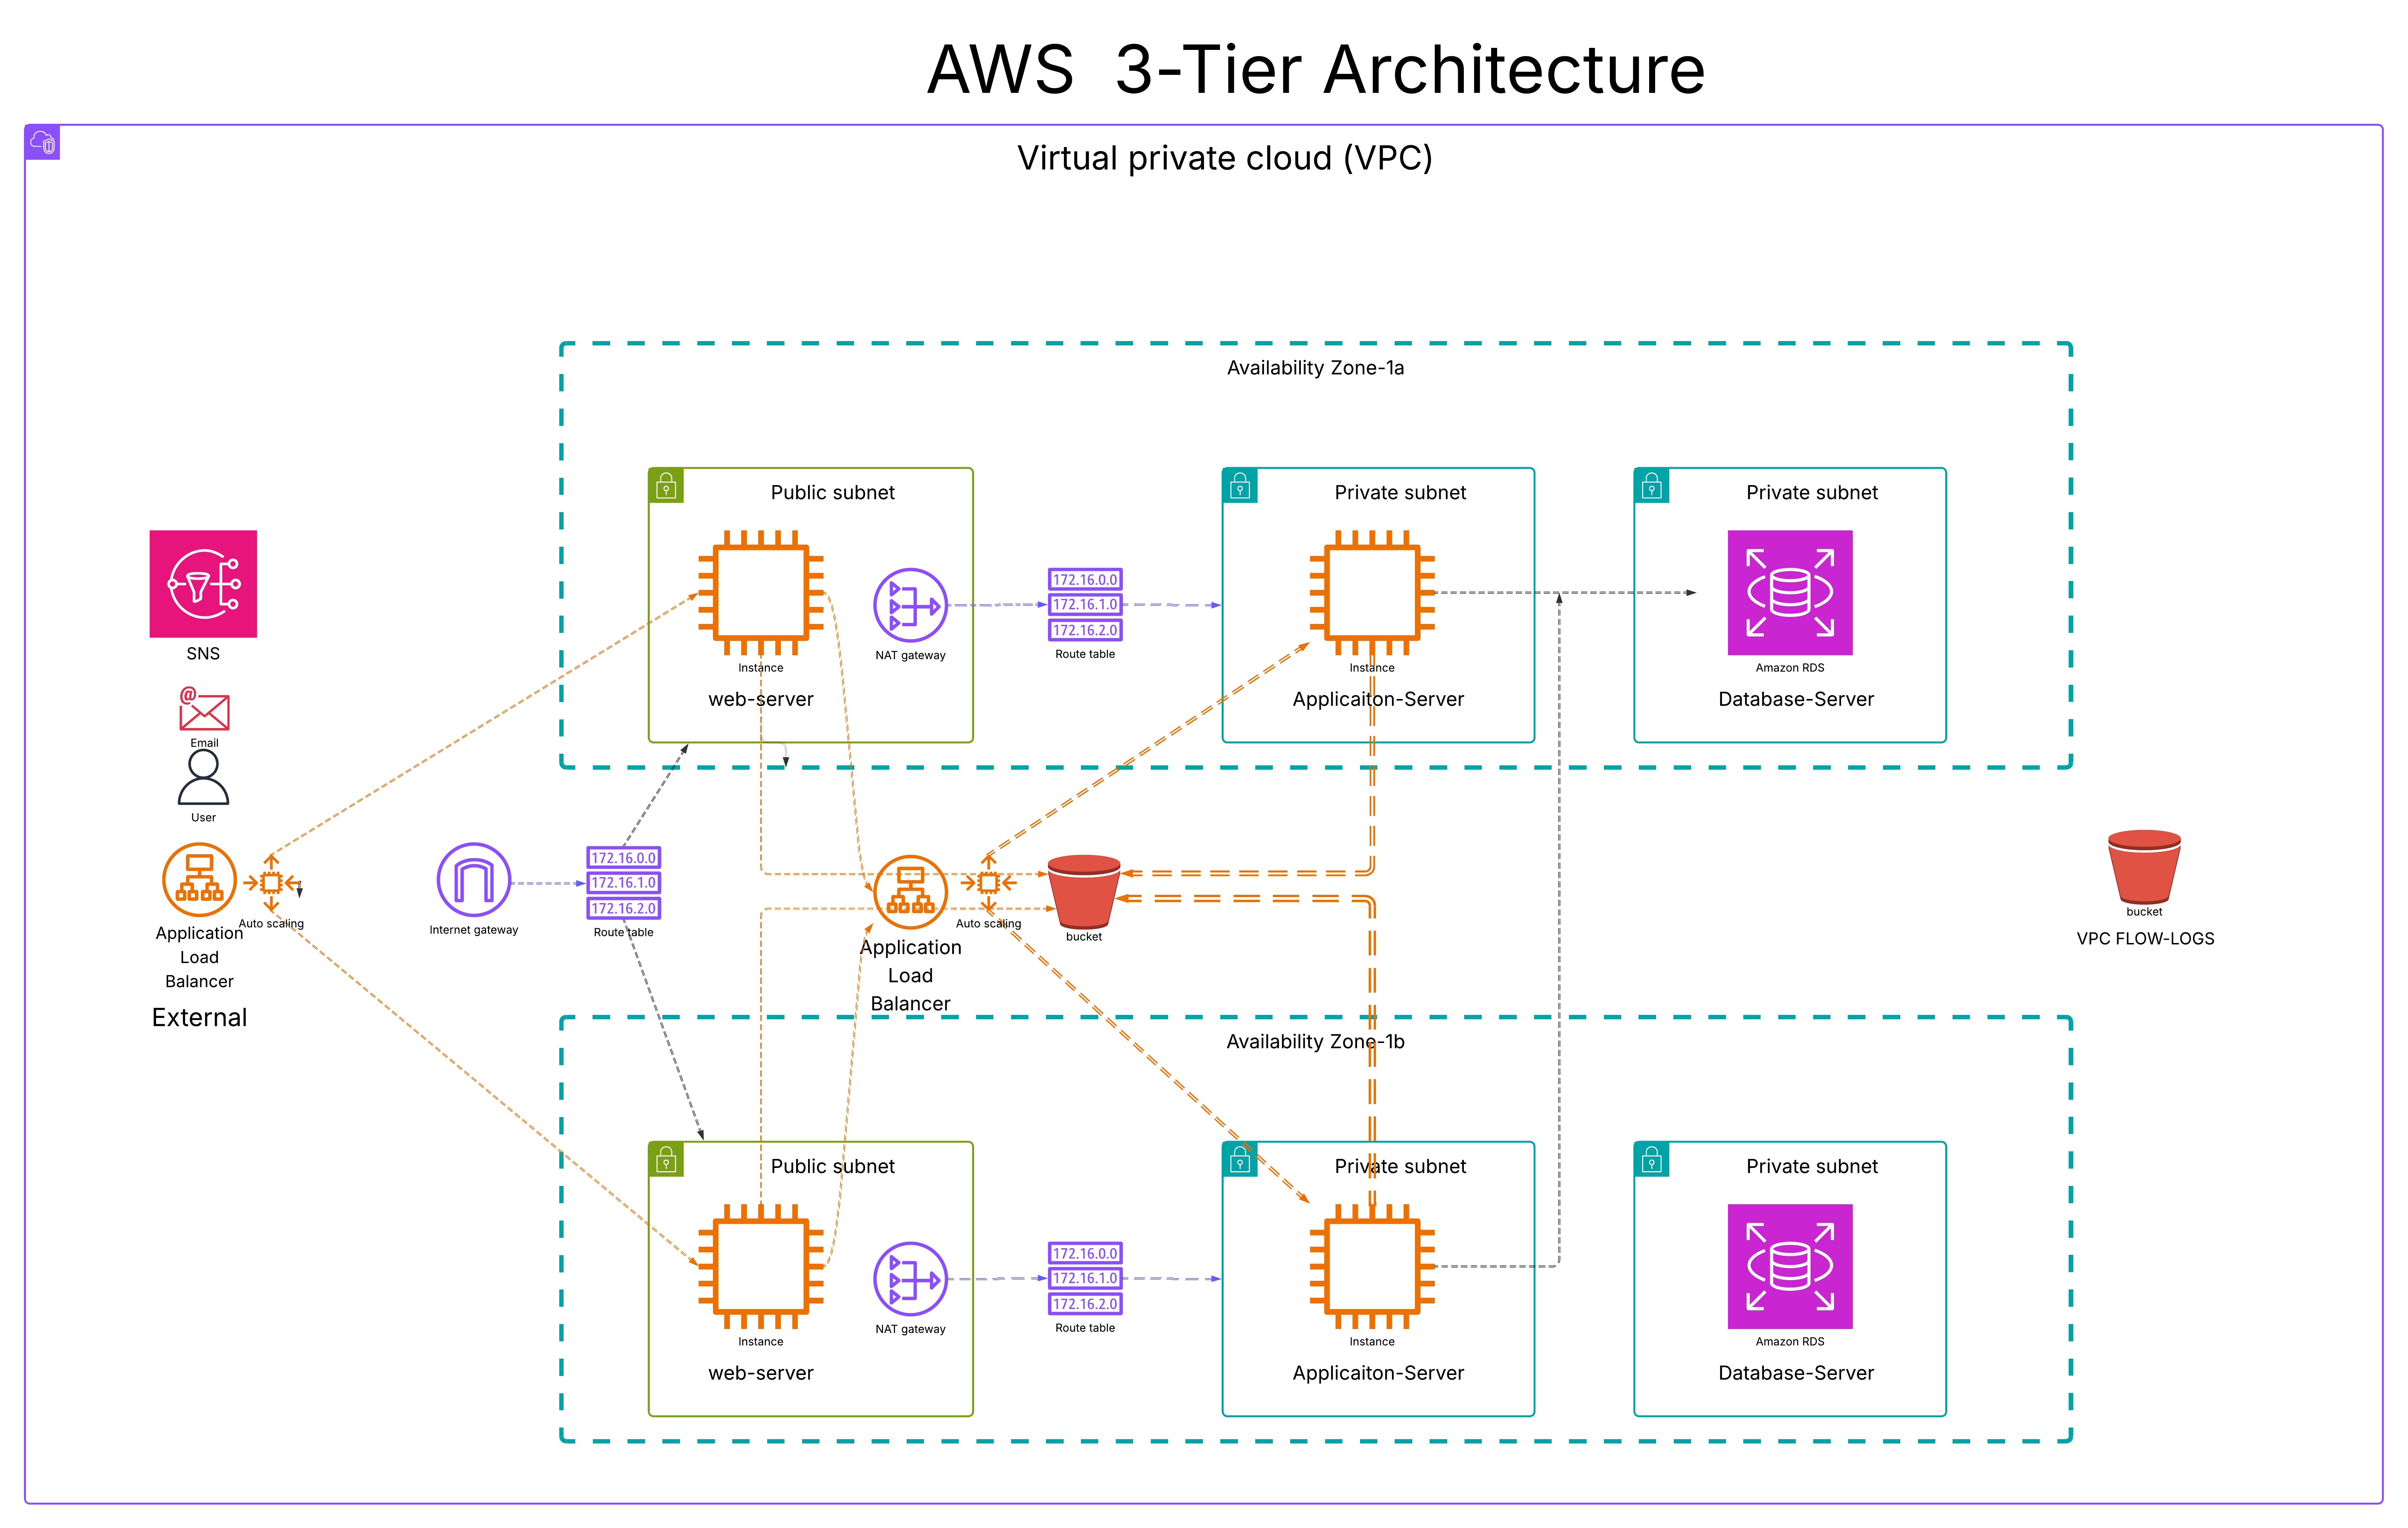 AWS  3-Tier Architecture
Virtual private cloud (VPC)
Availability Zone-1a
Public subnet
Instance
web-server
NAT gateway
172.16.0.0
172.16.1.0
172.16.2.0
Route table
Private subnet
Instance
Applicaiton-Server
Private subnet
Amazon RDS
Database-Server
SNS
@
Email
User
Application
Load
Balancer
External
Auto scaling
Internet gateway
172.16.0.0
172.16.1.0
172.16.2.0
Route table
Application
Load
Balancer
Auto scaling
bucket
bucket
VPC FLOW-LOGS
Availability Zone-1b
Public subnet
Instance
web-server
NAT gateway
172.16.0.0
172.16.1.0
172.16.2.0
Route table
Private subnet
Instance
Applicaiton-Server
Private subnet
Amazon RDS
Database-Server